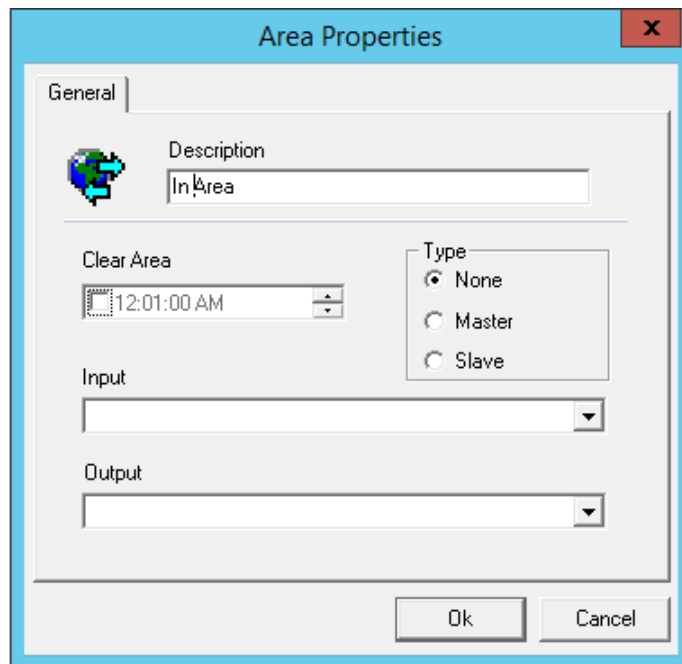 Area Properties
x
General
Description
In Area
Clear Area
12:01:00 AM
Type
None
Master
Slave
Input
Output
Ok
Cancel